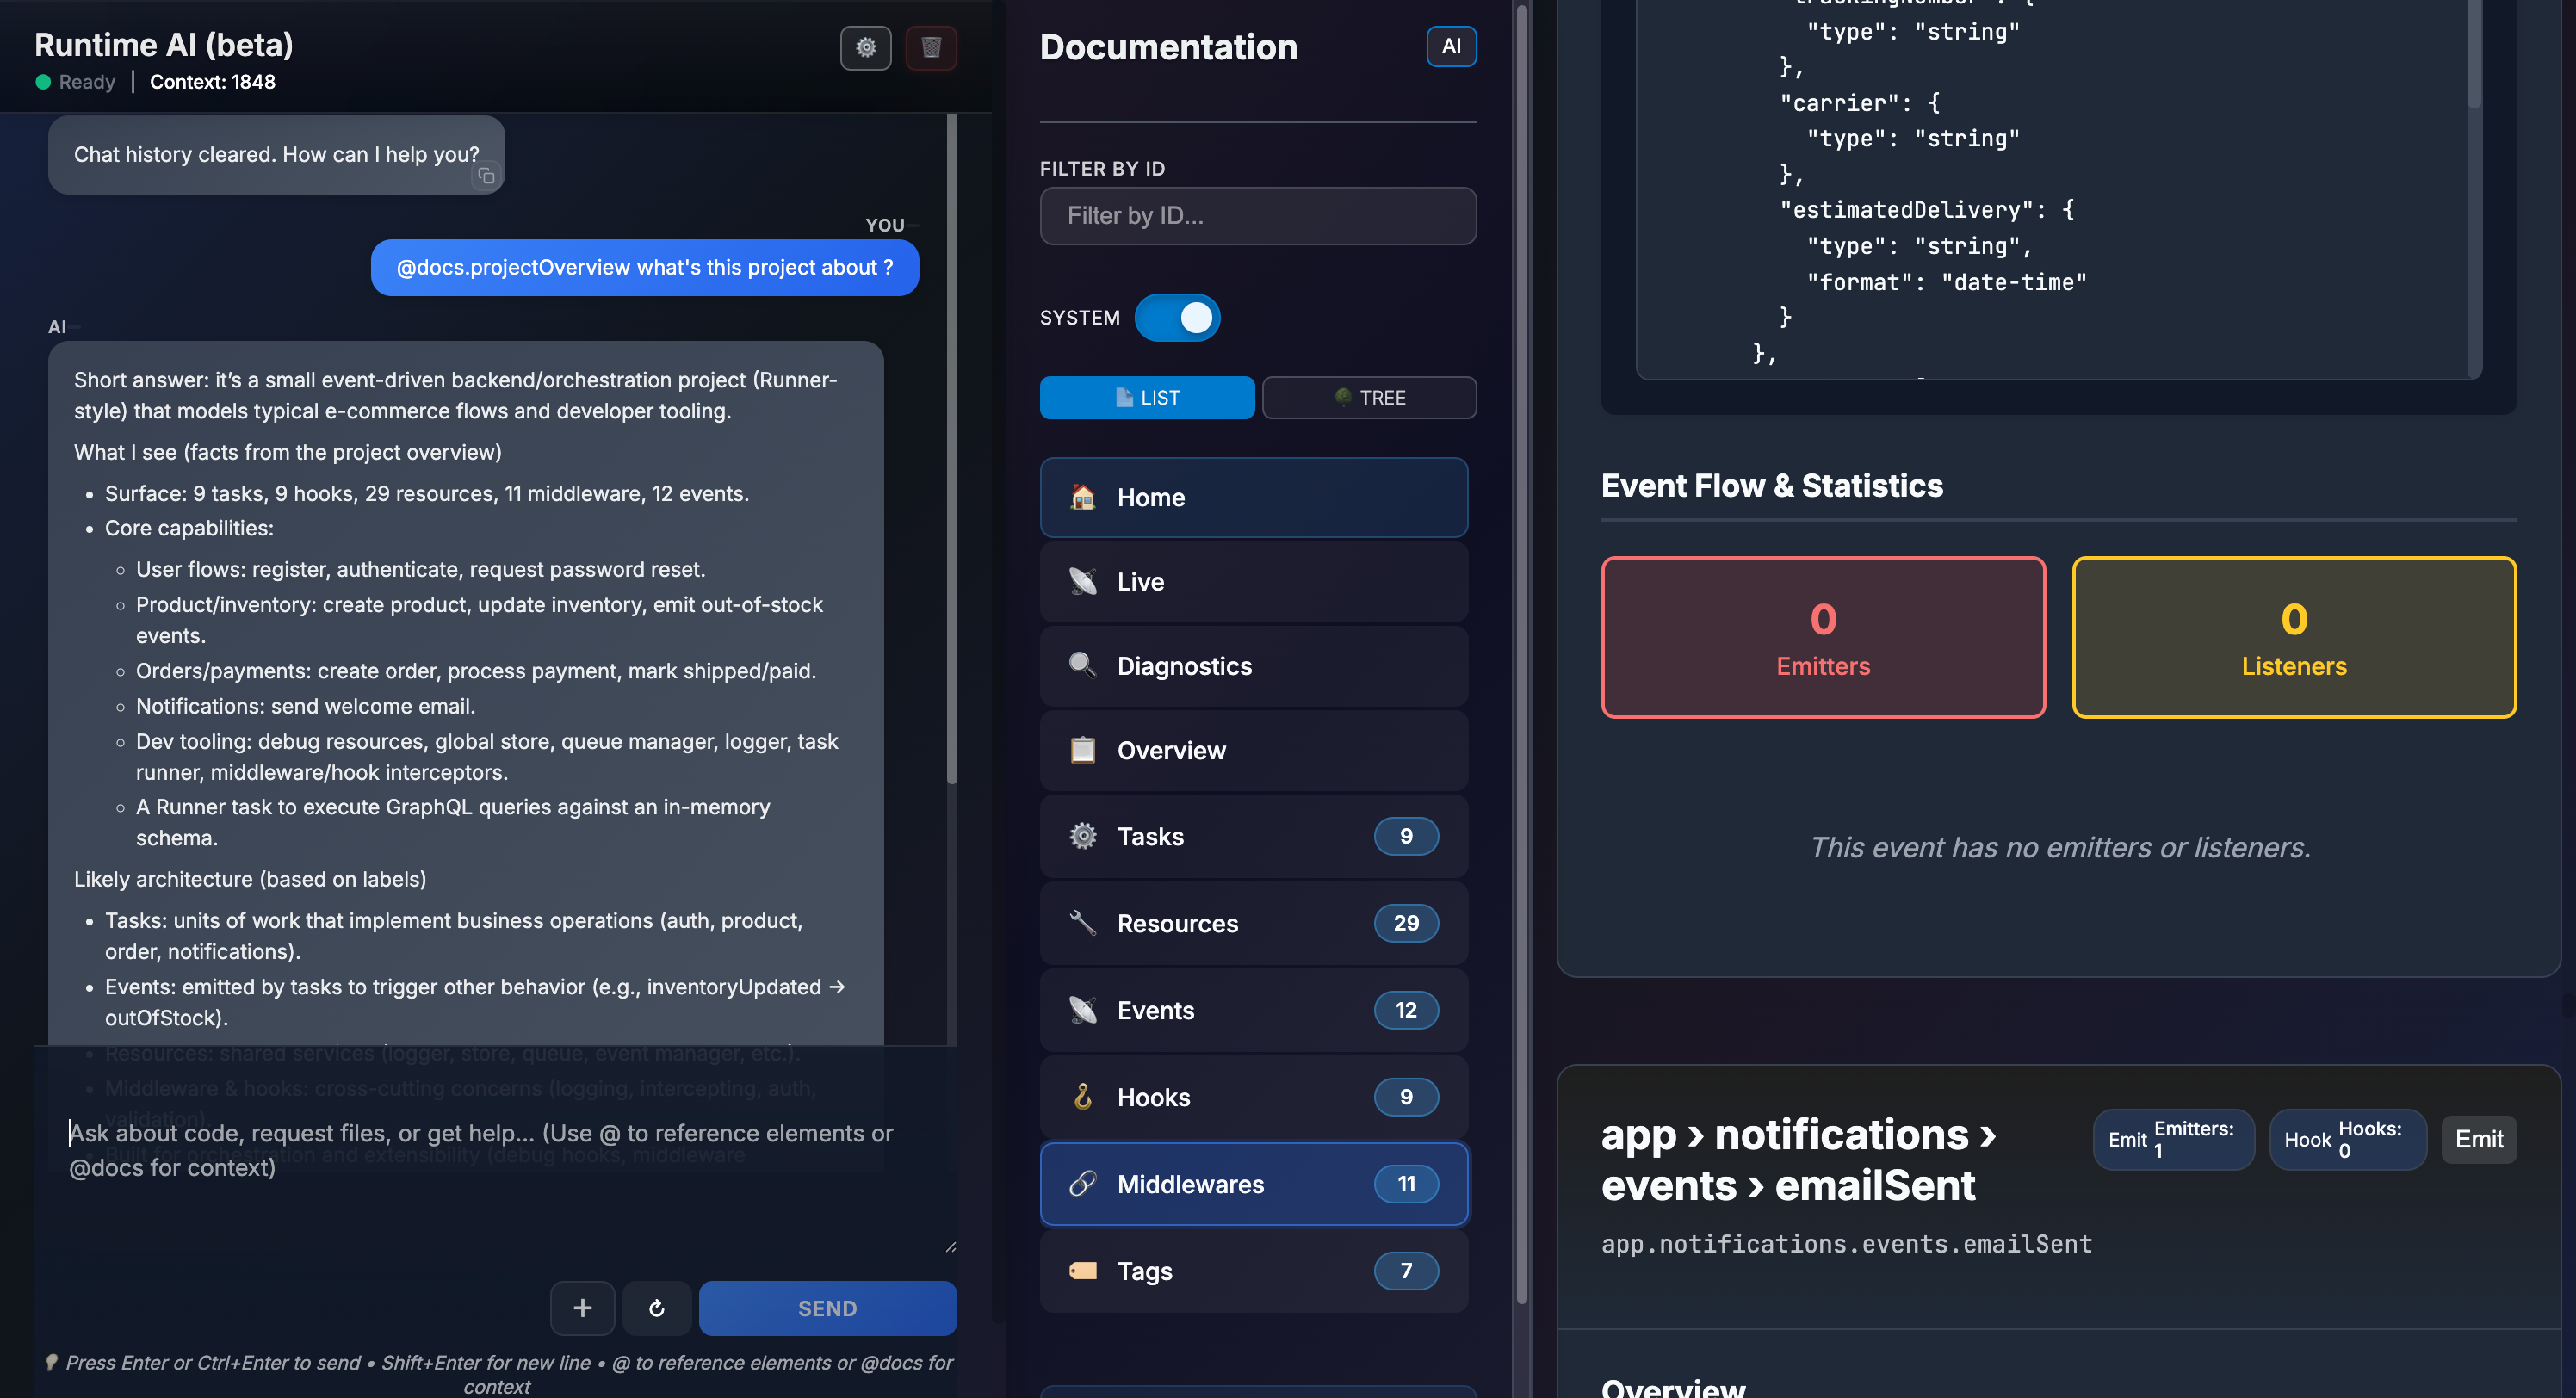 Runtime AI (beta)
Ready | Context: 1848
Chat history cleared. How can I help you?
YOU
@docs.projectOverview what's this project about ?
AI
Short answer: it’s a small event-driven backend/orchestration project (Runner-
style) that models typical e-commerce flows and developer tooling.
What I see (facts from the project overview)
• Surface: 9 tasks, 9 hooks, 29 resources, 11 middleware, 12 events.
• Core capabilities:
◦ User flows: register, authenticate, request password reset.
◦ Product/inventory: create product, update inventory, emit out-of-stock
events.
◦ Orders/payments: create order, process payment, mark shipped/paid.
◦ Notifications: send welcome email.
◦ Dev tooling: debug resources, global store, queue manager, logger, task
runner, middleware/hook interceptors.
◦ A Runner task to execute GraphQL queries against an in-memory
schema.
Likely architecture (based on labels)
• Tasks: units of work that implement business operations (auth, product,
order, notifications).
• Events: emitted by tasks to trigger other behavior (e.g., inventoryUpdated →
outOfStock).
• Resources: shared services (logger, store, queue, event manager, etc.).
• Middleware & hooks: cross-cutting concerns (logging, intercepting, auth,
validation).
• Built for orchestration and extensibility (debug hooks, middleware
Ask about code, request files, or get help... (Use @ to reference elements or
@docs for context)
+
SEND
Press Enter or Ctrl+Enter to send • Shift+Enter for new line • @ to reference elements or @docs for
context
Documentation
AI
FILTER BY ID
Filter by ID...
SYSTEM
LIST
TREE
Home
Live
Diagnostics
Overview
Tasks 9
Resources 29
Events 12
Hooks 9
Middlewares 11
Tags 7
"trackingNumber": {
"type": "string"
},
"carrier": {
"type": "string"
},
"estimatedDelivery": {
"type": "string",
"format": "date-time"
}
},
Event Flow & Statistics
0
Emitters
0
Listeners
This event has no emitters or listeners.
app › notifications ›
events › emailSent
Emit Emitters: 1
Hook Hooks: 0
Emit
app.notifications.events.emailSent
Overview